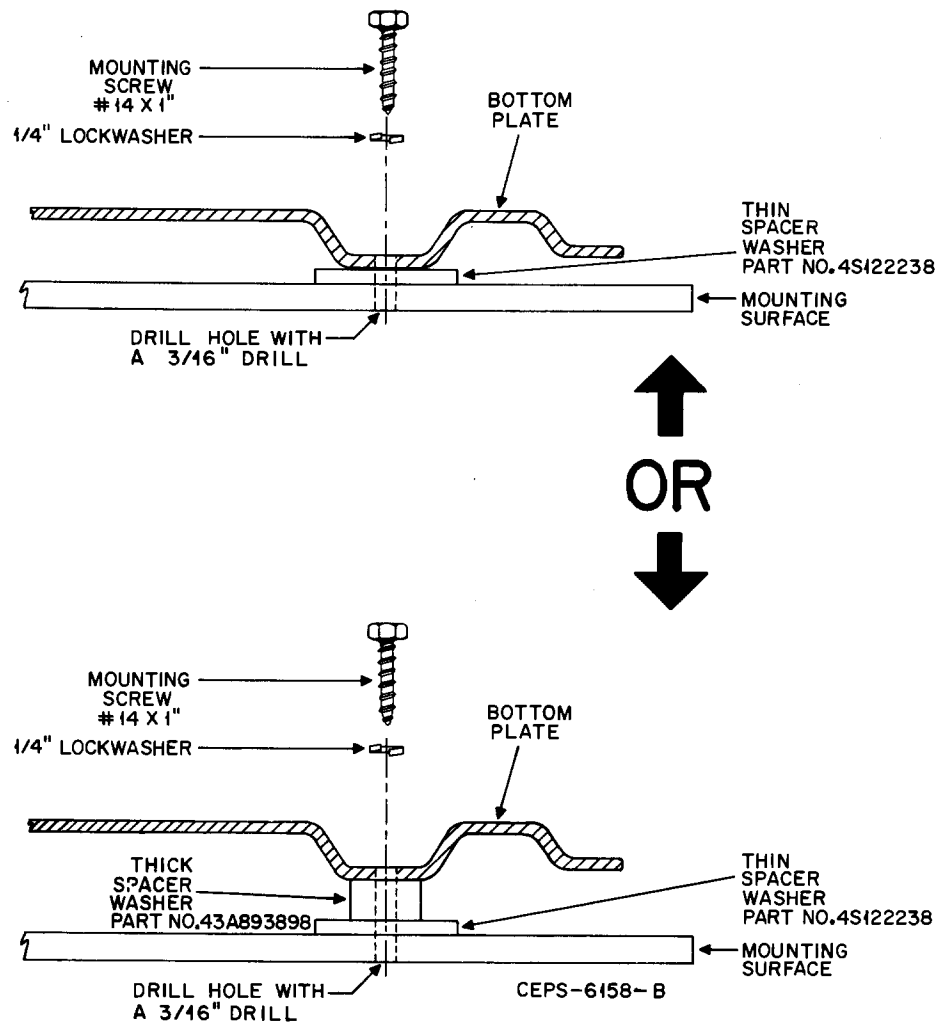 MOUNTING
SCREW
#14 X 1"
1/4" LOCKWASHER
BOTTOM
PLATE
THIN
SPACER
WASHER
PART NO.4S122238
MOUNTING
SURFACE
DRILL HOLE WITH
A 3/16" DRILL
OR
MOUNTING
SCREW
#14 X 1"
1/4" LOCKWASHER
BOTTOM
PLATE
THICK
SPACER
WASHER
PART NO.43A893898
THIN
SPACER
WASHER
PART NO.4S122238
MOUNTING
SURFACE
DRILL HOLE WITH
A 3/16" DRILL
CEPS-6158-B